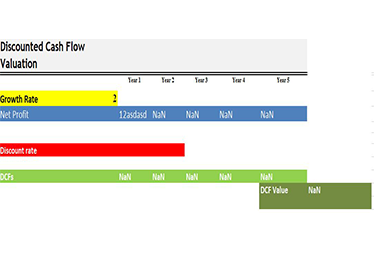 Discounted Cash Flow
Valuation
Year 1 Year 2 Year 3 Year 4 Year 5
Growth Rate 2
Net Profit 12asdasd NaN NaN NaN NaN
Discount rate
DCFs NaN NaN NaN NaN NaN
DCF Value NaN